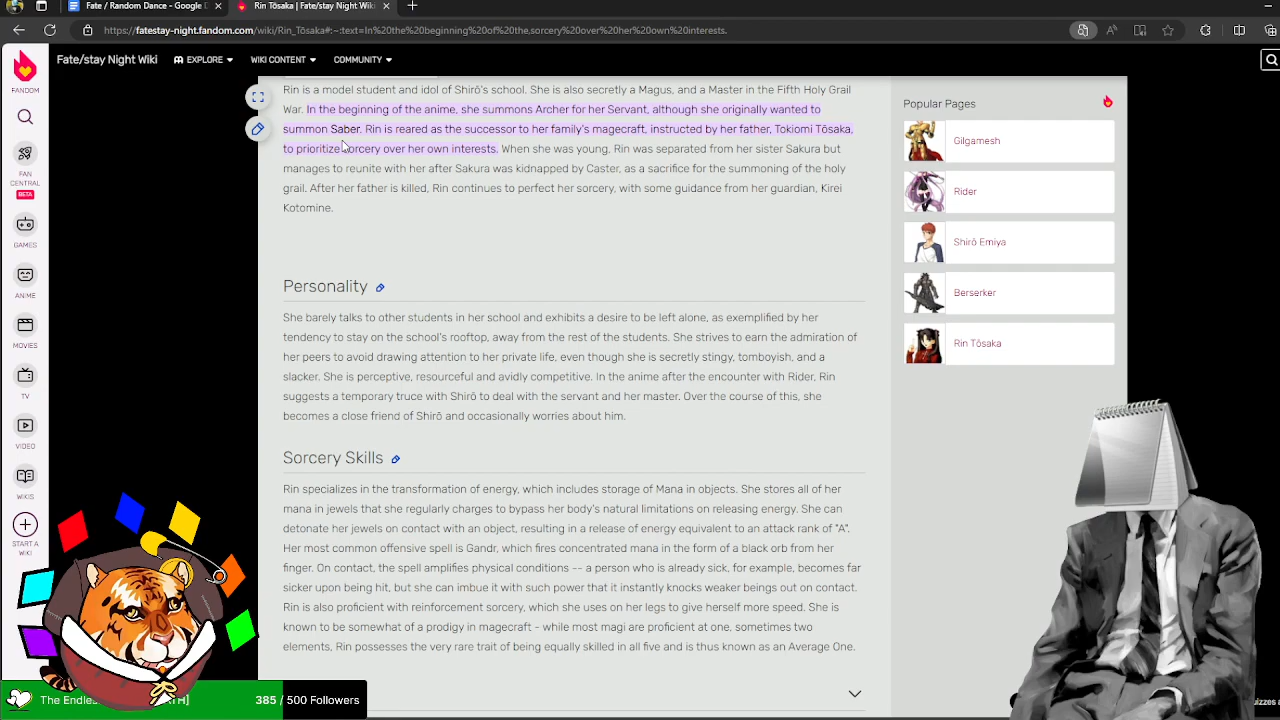 Fate / Random Dance - Google D
Rin Tōsaka | Fate/stay Night Wiki
https://fatestay-night.fandom.com/wiki/Rin_Tōsaka#:~:text=In%20the%20beginning%20of%20the,sorcery%20over%20her%20own%20interests.
Fate/stay Night Wiki
EXPLORE
WIKI CONTENT
COMMUNITY
FANDOM
FAN
CENTRAL
BETA
GAMES
ANIME
MOVIES
TV
VIDEO
WIKIS
START A
WIKI
Rin is a model student and idol of Shirō's school. She is also secretly a Magus, and a Master in the Fifth Holy Grail
War. In the beginning of the anime, she summons Archer for her Servant, although she originally wanted to
summon Saber. Rin is reared as the successor to her family's magecraft, instructed by her father, Tokiomi Tōsaka,
to prioritize sorcery over her own interests. When she was young, Rin was separated from her sister Sakura but
manages to reunite with her after Sakura was kidnapped by Caster, as a sacrifice for the summoning of the holy
grail. After her father is killed, Rin continues to perfect her sorcery, with some guidance from her guardian, Kirei
Kotomine.
Personality
She barely talks to other students in her school and exhibits a desire to be left alone, as exemplified by her
tendency to stay on the school's rooftop, away from the rest of the students. She strives to earn the admiration of
her peers to avoid drawing attention to her private life, even though she is secretly stingy, tomboyish, and a
slacker. She is perceptive, resourceful and avidly competitive. In the anime after the encounter with Rider, Rin
suggests a temporary truce with Shirō to deal with the servant and her master. Over the course of this, she
becomes a close friend of Shirō and occasionally worries about him.
Sorcery Skills
Rin specializes in the transformation of energy, which includes storage of Mana in objects. She stores all of her
mana in jewels that she regularly charges to bypass her body's natural limitations on releasing energy. She can
detonate her jewels on contact with an object, resulting in a release of energy equivalent to an attack rank of "A".
Her most common offensive spell is Gandr, which fires concentrated mana in the form of a black orb from her
finger. On contact, the spell amplifies physical conditions -- a person who is already sick, for example, becomes far
sicker upon being hit, but she can imbue it with such power that it instantly knocks weaker beings out on contact.
Rin is also proficient with reinforcement sorcery, which she uses on her legs to give herself more speed. She is
known to be somewhat of a prodigy in magecraft - while most magi are proficient at one, sometimes two
elements, Rin possesses the very rare trait of being equally skilled in all five and is thus known as an Average One.
Popular Pages
Gilgamesh
Rider
Shirō Emiya
Berserker
Rin Tōsaka
The Endles
TH]
385 / 500 Followers